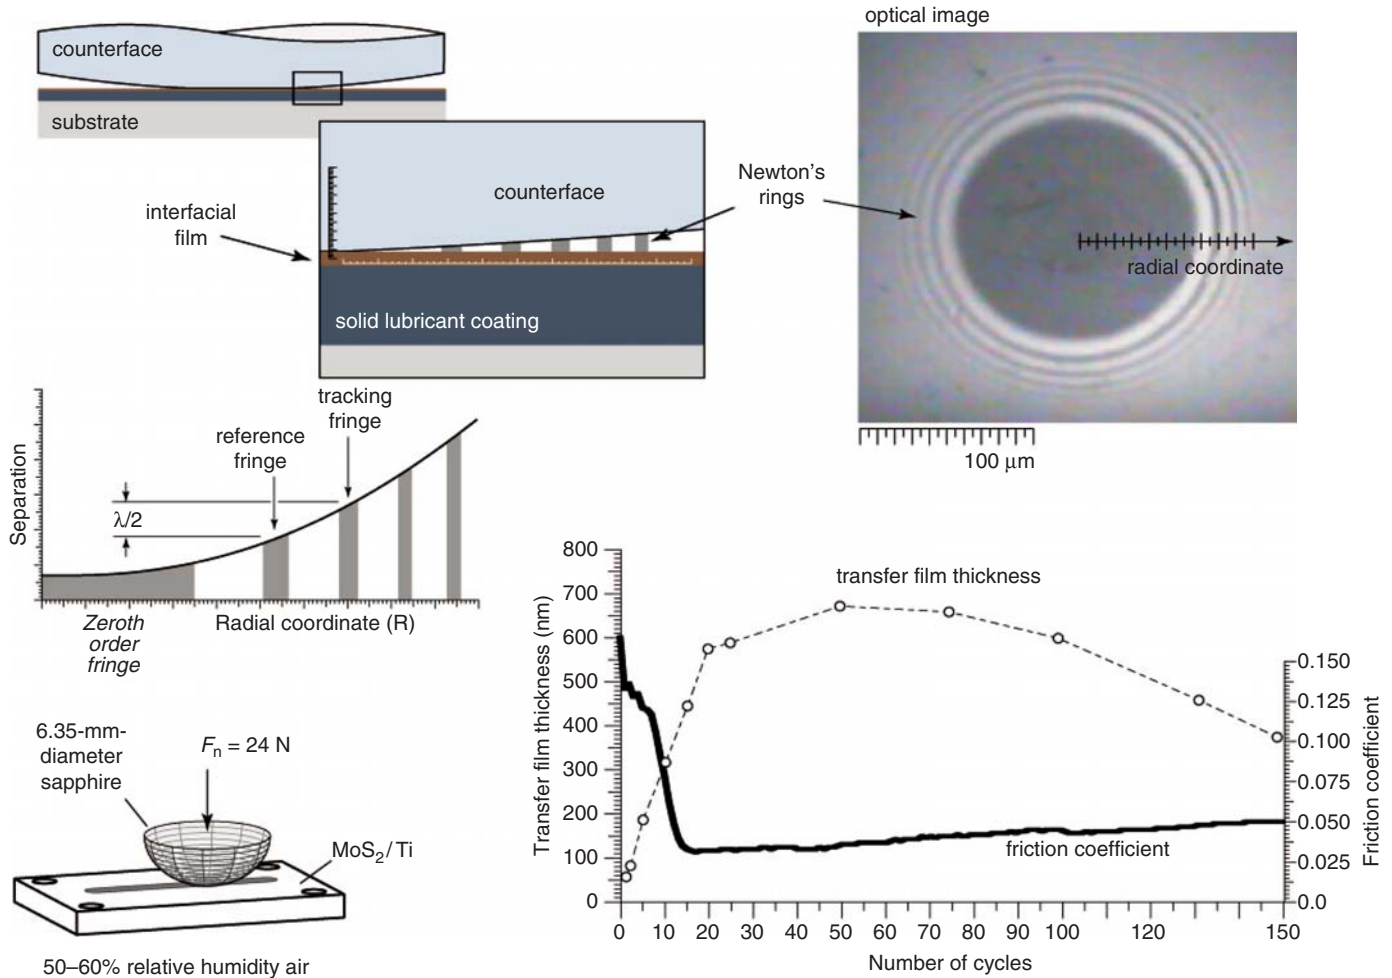 counterface
substrate
optical image
counterface
interfacial
film
Newton's
rings
radial coordinate
solid lubricant coating
100 μm
Separation
reference
fringe
tracking
fringe
λ/2
Zeroth
order
fringe
Radial coordinate (R)
6.35-mm-
diameter
sapphire
Fn = 24 N
MoS2/Ti
50–60% relative humidity air
Transfer film thickness (nm)
800
700
600
500
400
300
200
100
0
transfer film thickness
friction coefficient
0.150
0.125
0.100
0.075
0.050
0.025
0.0
Friction coefficient
0 10 20 30 40 50 60 70 80 90 100 120 150
Number of cycles